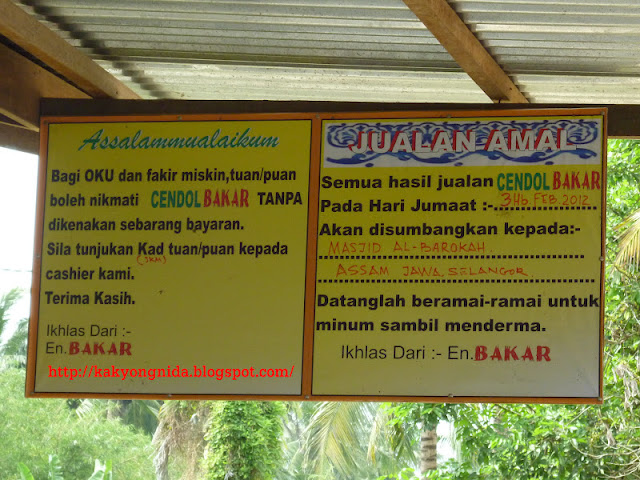 Assalammualaikum
Bagi OKU dan fakir miskin,tuan/puan
boleh nikmati CENDOL BAKAR TANPA
dikenakan sebarang bayaran.
Sila tunjukan Kad tuan/puan kepada
(JKM)
cashier kami.
Terima Kasih.
Ikhlas Dari :-
En.BAKAR
http://kakyongnida.blogspot.com/
JUALAN AMAL
Semua hasil jualan CENDOL BAKAR
Pada Hari Jumaat :- 3hb. FEB. 2012
Akan disumbangkan kepada:-
MASJID AL-BAROKAH.
ASSAM JAWA, SELANGOR.
Datanglah beramai-ramai untuk
minum sambil menderma.
Ikhlas Dari :- En.BAKAR